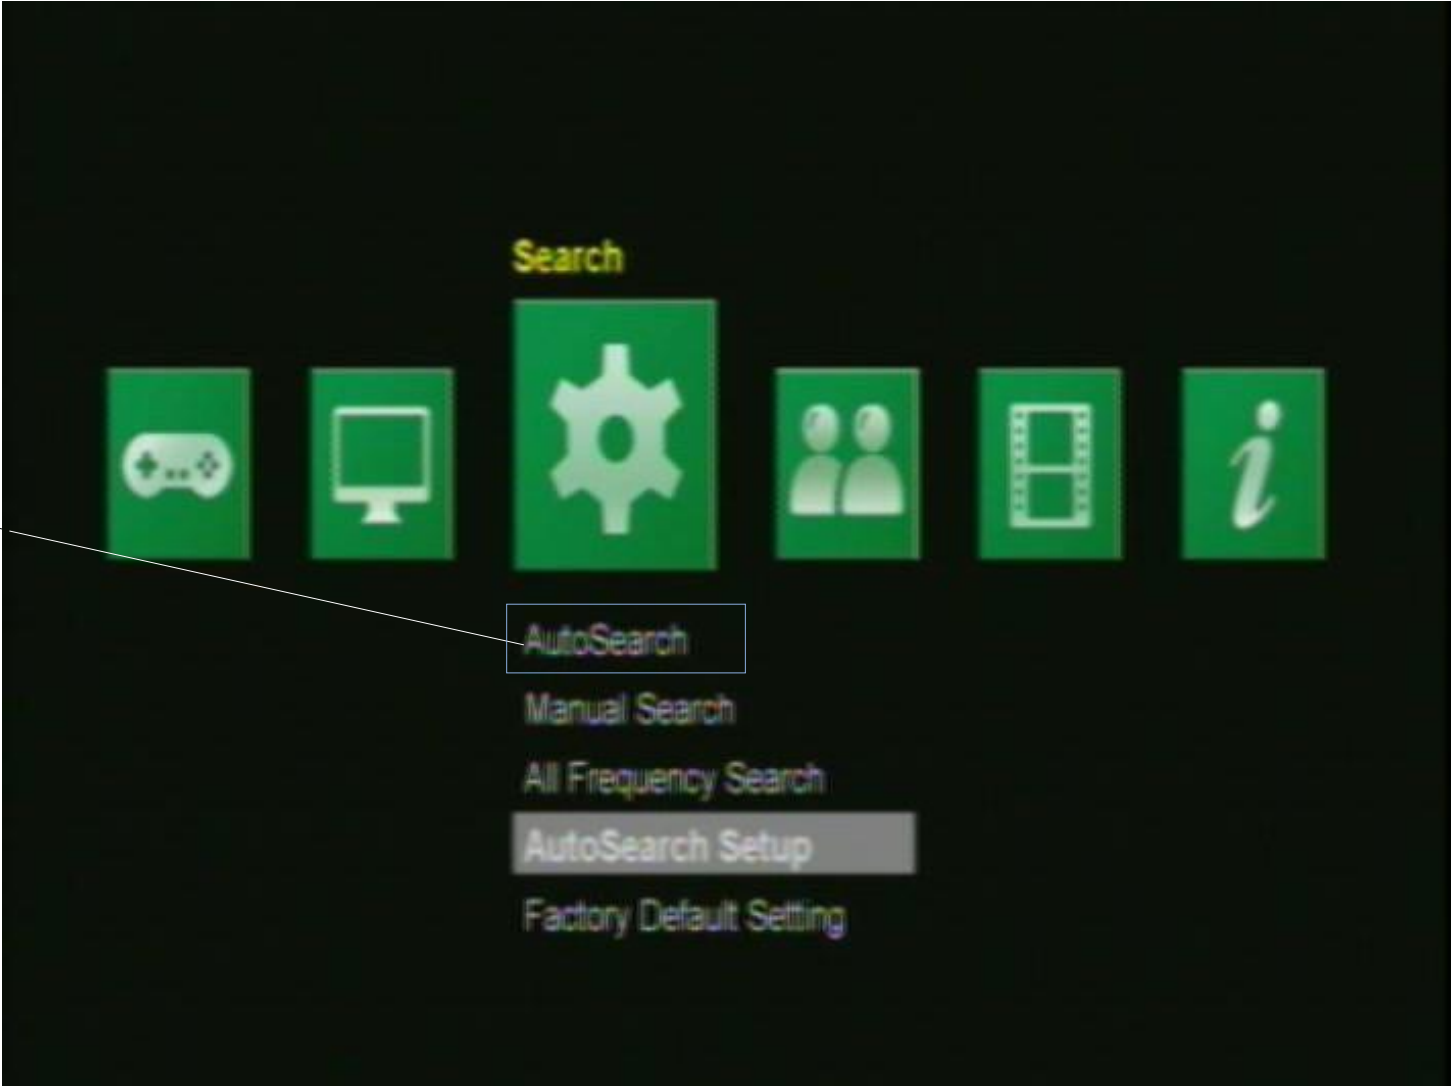 Search
AutoSearch
Manual Search
All Frequency Search
AutoSearch Setup
Factory Default Setting